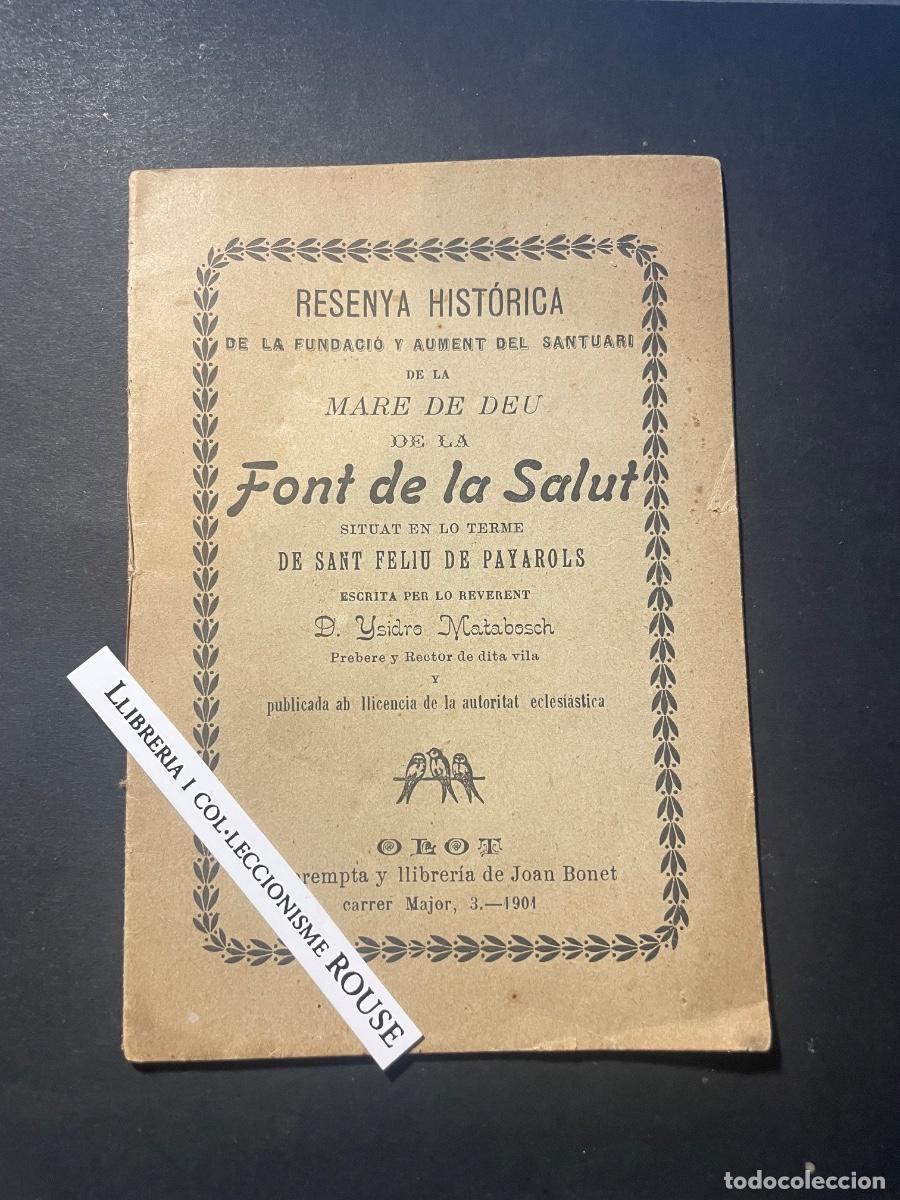 RESENYA HISTÓRICA
DE LA FUNDACIÓ Y AUMENT DEL SANTUARI
DE LA
MARE DE DEU
DE LA
Font de la Salut
SITUAT EN LO TERME
DE SANT FELIU DE PAYAROLS
ESCRITA PER LO REVERENT
D. Ysidro Matabosch
Prebere y Rector de dita vila
Y
publicada ab llicencia de la autoritat eclesiástica
OLOT
rempta y llibrería de Joan Bonet
carrer Major, 3.—1901
LLIBRERIA I COL·LECCIONISME ROUSE
todocoleccion